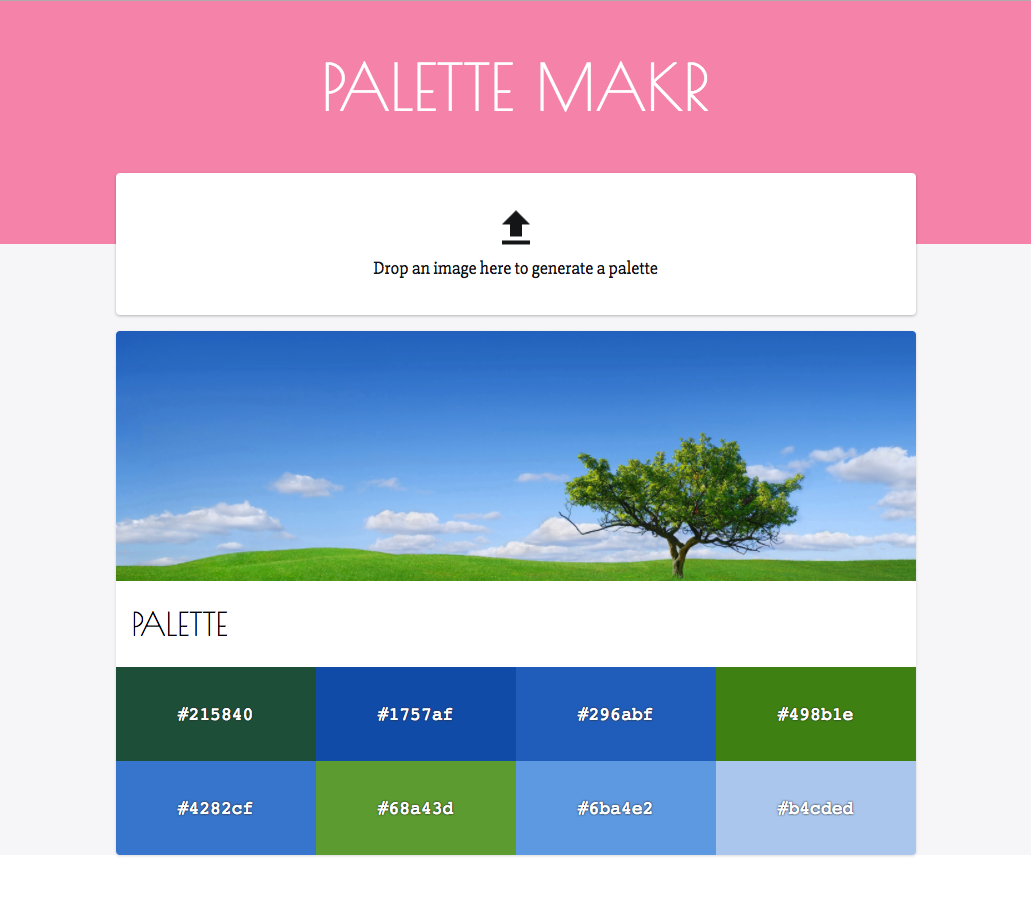 PALETTE MAKR
Drop an image here to generate a palette
PALETTE
#215840 #1757af #296abf #498b1e
#4282cf #68a43d #6ba4e2 #b4cded